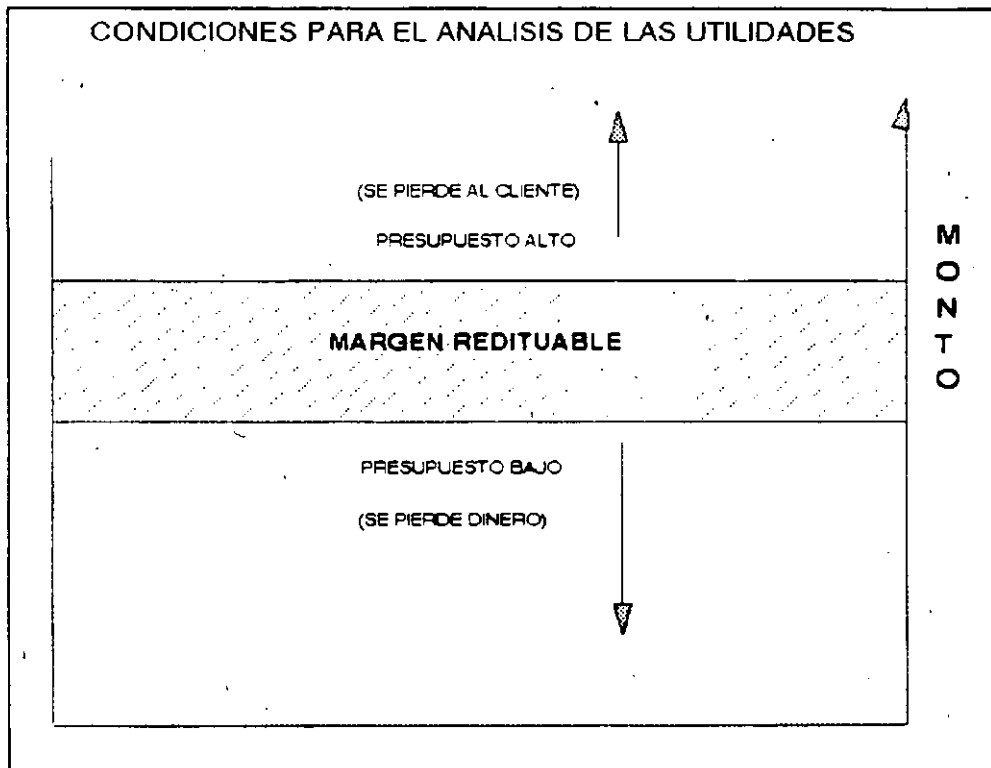 CONDICIONES PARA EL ANALISIS DE LAS UTILIDADES
(SE PIERDE AL CLIENTE)
PRESUPUESTO ALTO
MARGEN REDITUABLE
PRESUPUESTO BAJO
(SE PIERDE DINERO)
MONTO